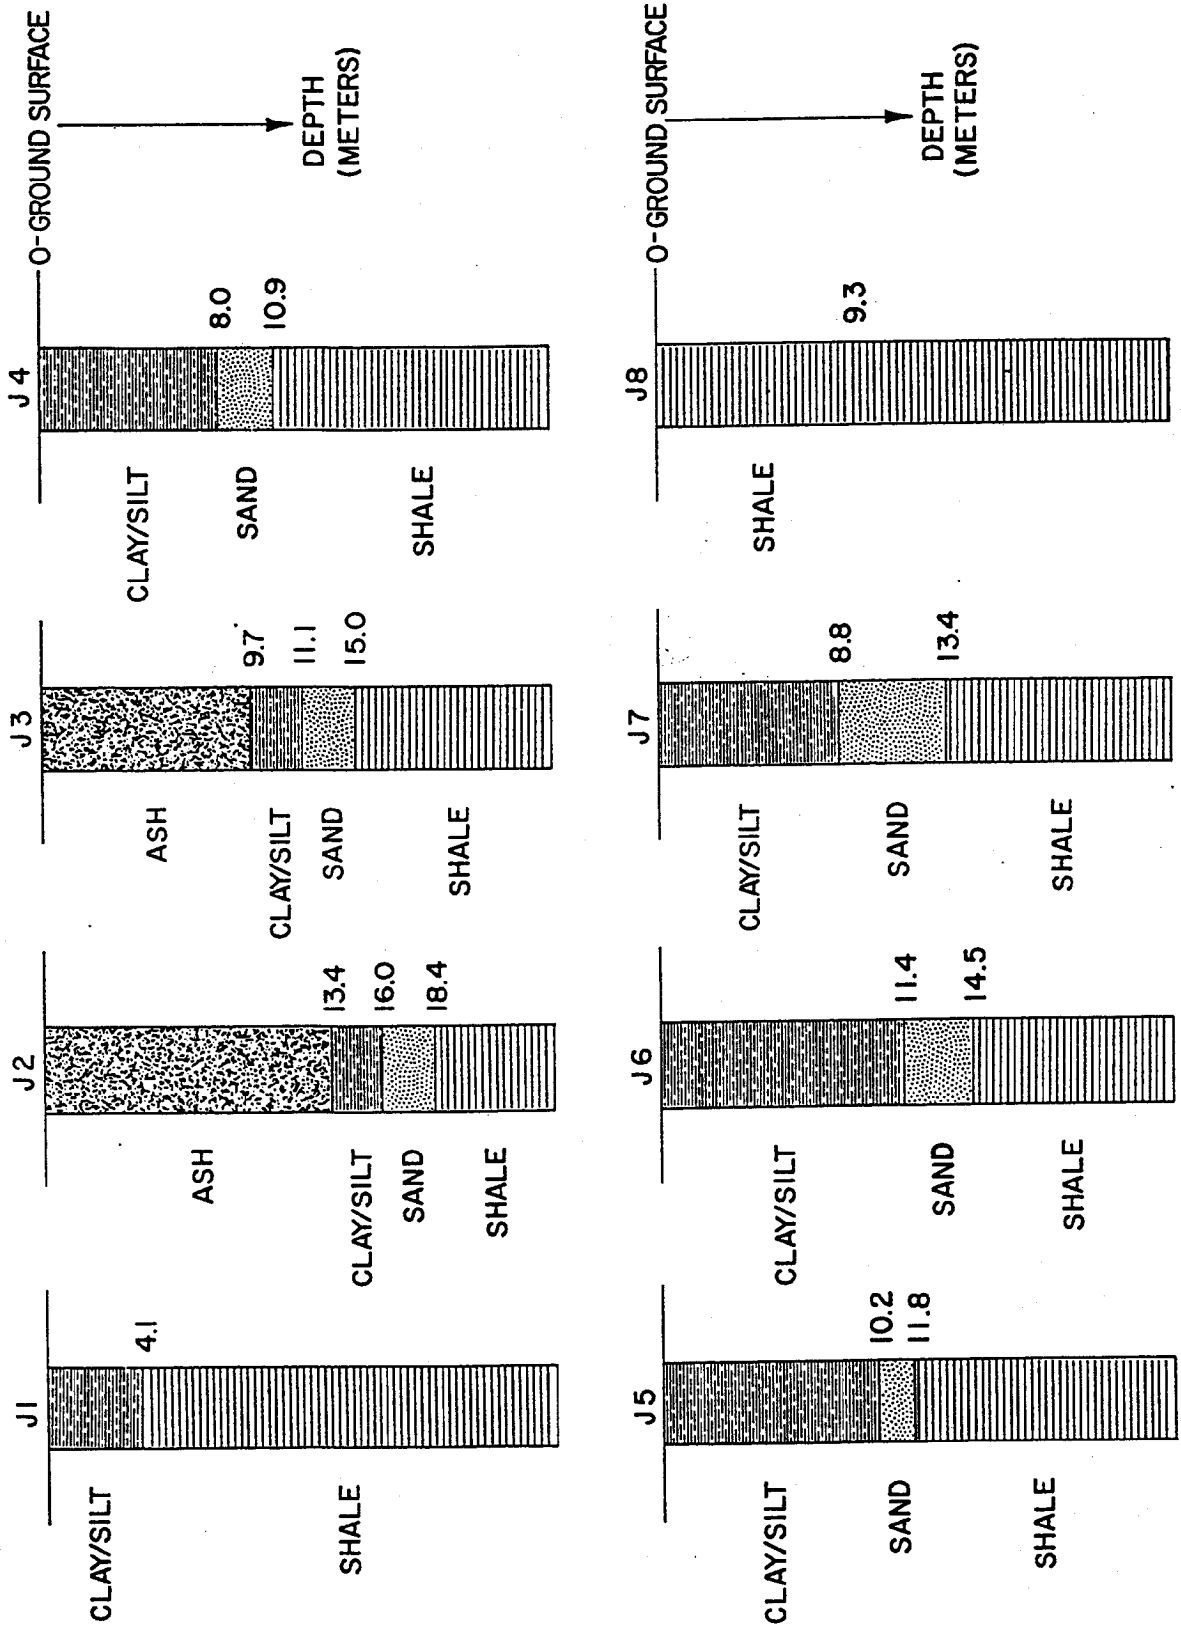 J1
CLAY/SILT
4.1
SHALE
J2
ASH
13.4
CLAY/SILT
16.0
SAND
18.4
SHALE
J3
ASH
9.7
CLAY/SILT
11.1
SAND
15.0
SHALE
J4
CLAY/SILT
8.0
SAND
10.9
SHALE
0-GROUND SURFACE
DEPTH
(METERS)
J5
CLAY/SILT
10.2
SAND
11.8
SHALE
J6
CLAY/SILT
11.4
SAND
14.5
SHALE
J7
CLAY/SILT
8.8
SAND
13.4
SHALE
J8
SHALE
9.3
0-GROUND SURFACE
DEPTH
(METERS)